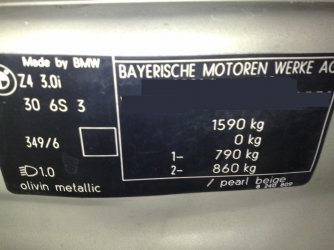 Made by BMW
Z4 3.0i
30 6S 3
349/6
1.0
olivin metallic
BAYERISCHE MOTOREN WERKE AG
1590 kg
0 kg
1- 790 kg
2- 860 kg
/ pearl beige